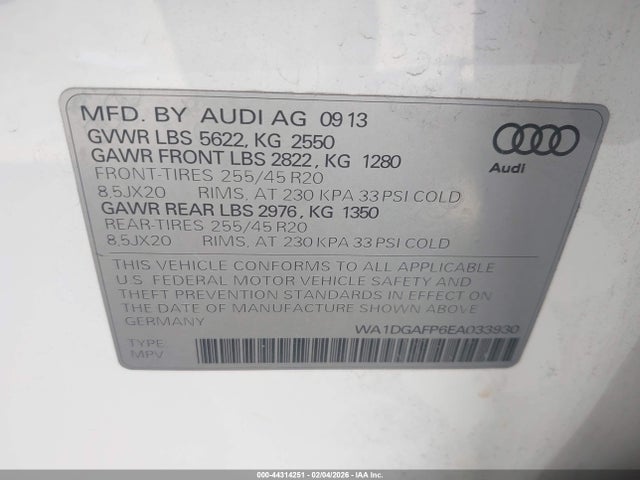 MFD. BY AUDI AG 09 13
GVWR LBS 5622, KG 2550
GAWR FRONT LBS 2822, KG 1280
FRONT-TIRES 255/45 R20
8,5JX20 RIMS, AT 230 KPA 33 PSI COLD
GAWR REAR LBS 2976, KG 1350
REAR-TIRES 255/45 R20
8,5JX20 RIMS, AT 230 KPA 33 PSI COLD
Audi
THIS VEHICLE CONFORMS TO ALL APPLICABLE
U.S. FEDERAL MOTOR VEHICLE SAFETY AND
THEFT PREVENTION STANDARDS IN EFFECT ON
THE DATE OF MANUFACTURE SHOWN ABOVE
GERMANY
WA1DGAFP6EA033930
TYPE:
MPV
000-44314251 - 02/04/2026 - IAAI.COM